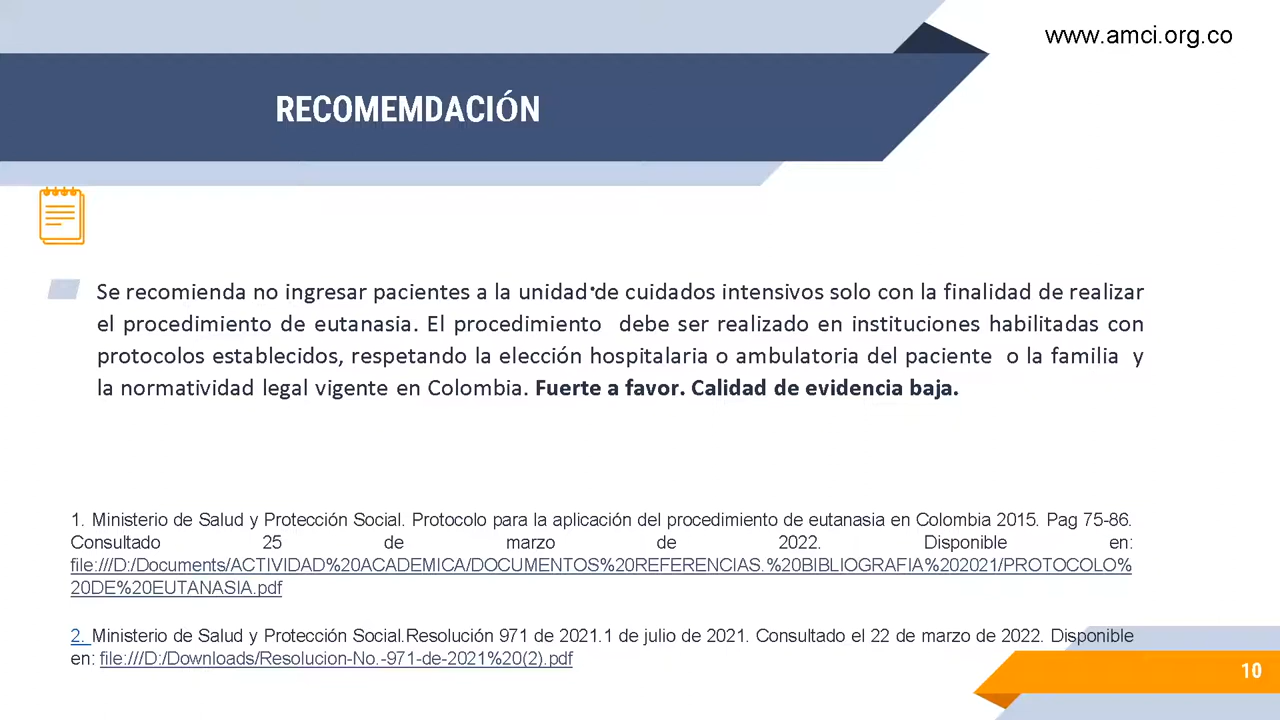 www.amci.org.co
RECOMEMDACIÓN
Se recomienda no ingresar pacientes a la unidad de cuidados intensivos solo con la finalidad de realizar
el procedimiento de eutanasia. El procedimiento debe ser realizado en instituciones habilitadas con
protocolos establecidos, respetando la elección hospitalaria o ambulatoria del paciente o la familia y
la normatividad legal vigente en Colombia. Fuerte a favor. Calidad de evidencia baja.
1. Ministerio de Salud y Protección Social. Protocolo para la aplicación del procedimiento de eutanasia en Colombia 2015. Pag 75-86.
Consultado 25 de marzo de 2022. Disponible en:
file:///D:/Documents/ACTIVIDAD%20ACADEMICA/DOCUMENTOS%20REFERENCIAS.%20BIBLIOGRAFIA%202021/PROTOCOLO%
20DE%20EUTANASIA.pdf
2. Ministerio de Salud y Protección Social.Resolución 971 de 2021.1 de julio de 2021. Consultado el 22 de marzo de 2022. Disponible
en: file:///D:/Downloads/Resolucion-No.-971-de-2021%20(2).pdf
10